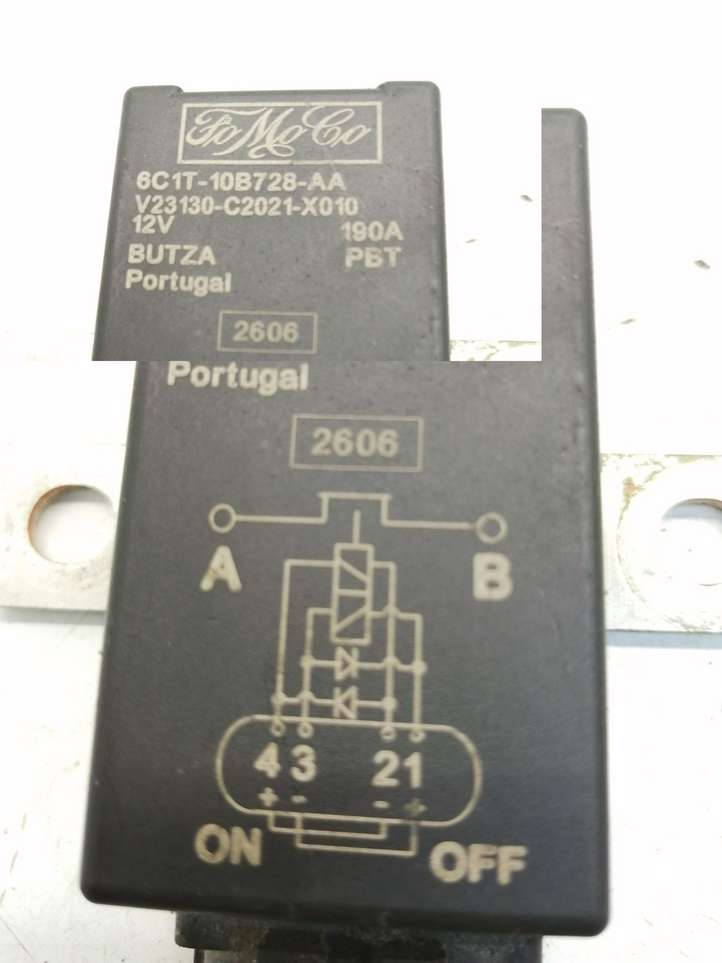 FoMoCo
6C1T-10B728-AA
V23130-C2021-X010
12V 190A
BUTZA PBT
Portugal
2606
Portugal
2606
A B
4 3 2 1
+ - - +
ON OFF